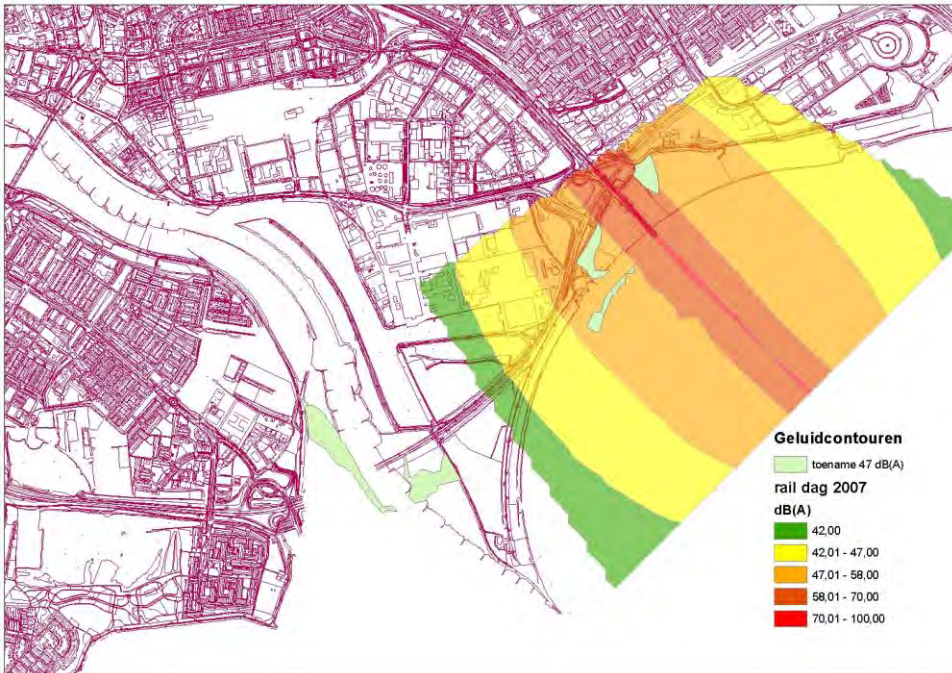 Geluidcontouren
toename 47 dB(A)
rail dag 2007
dB(A)
42,00
42,01 - 47,00
47,01 - 58,00
58,01 - 70,00
70,01 - 100,00